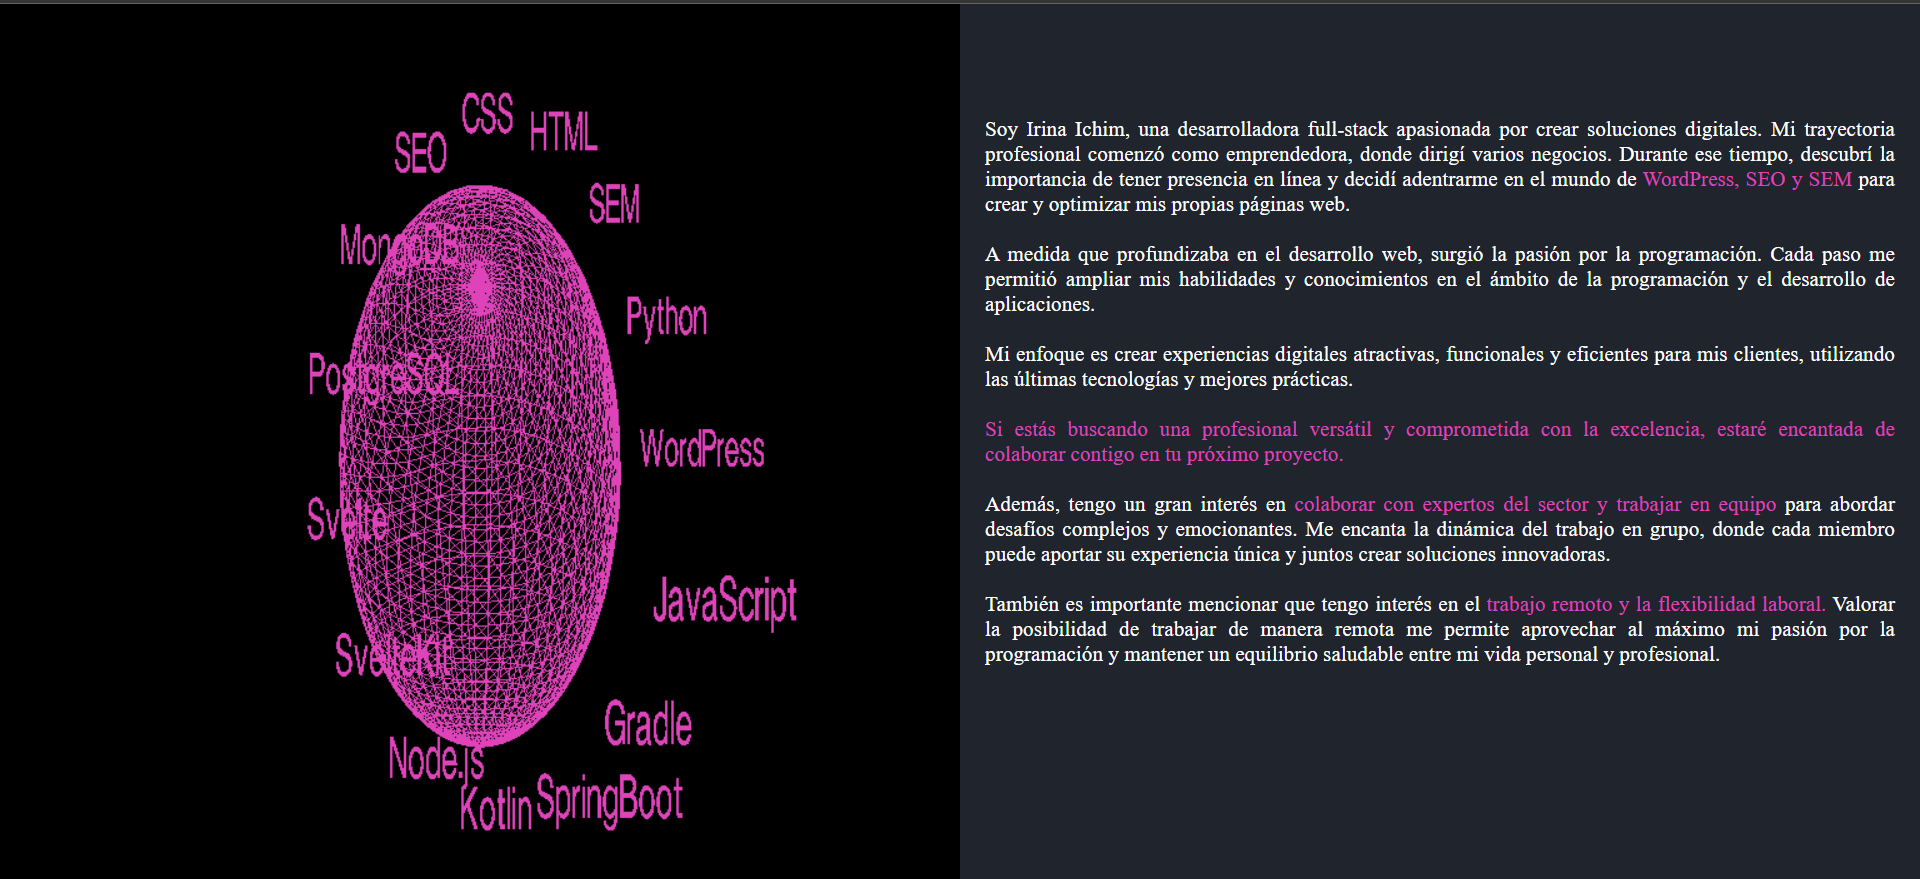 CSS
HTML
SEO
SEM
MongoDB
Python
PostgreSQL
WordPress
Svelte
JavaScript
SvelteKit
Gradle
Node.js
SpringBoot
Kotlin
Soy Irina Ichim, una desarrolladora full-stack apasionada por crear soluciones digitales. Mi trayectoria
profesional comenzó como emprendedora, donde dirigí varios negocios. Durante ese tiempo, descubrí la
importancia de tener presencia en línea y decidí adentrarme en el mundo de WordPress, SEO y SEM para
crear y optimizar mis propias páginas web.
A medida que profundizaba en el desarrollo web, surgió la pasión por la programación. Cada paso me
permitió ampliar mis habilidades y conocimientos en el ámbito de la programación y el desarrollo de
aplicaciones.
Mi enfoque es crear experiencias digitales atractivas, funcionales y eficientes para mis clientes, utilizando
las últimas tecnologías y mejores prácticas.
Si estás buscando una profesional versátil y comprometida con la excelencia, estaré encantada de
colaborar contigo en tu próximo proyecto.
Además, tengo un gran interés en colaborar con expertos del sector y trabajar en equipo para abordar
desafíos complejos y emocionantes. Me encanta la dinámica del trabajo en grupo, donde cada miembro
puede aportar su experiencia única y juntos crear soluciones innovadoras.
También es importante mencionar que tengo interés en el trabajo remoto y la flexibilidad laboral. Valorar
la posibilidad de trabajar de manera remota me permite aprovechar al máximo mi pasión por la
programación y mantener un equilibrio saludable entre mi vida personal y profesional.